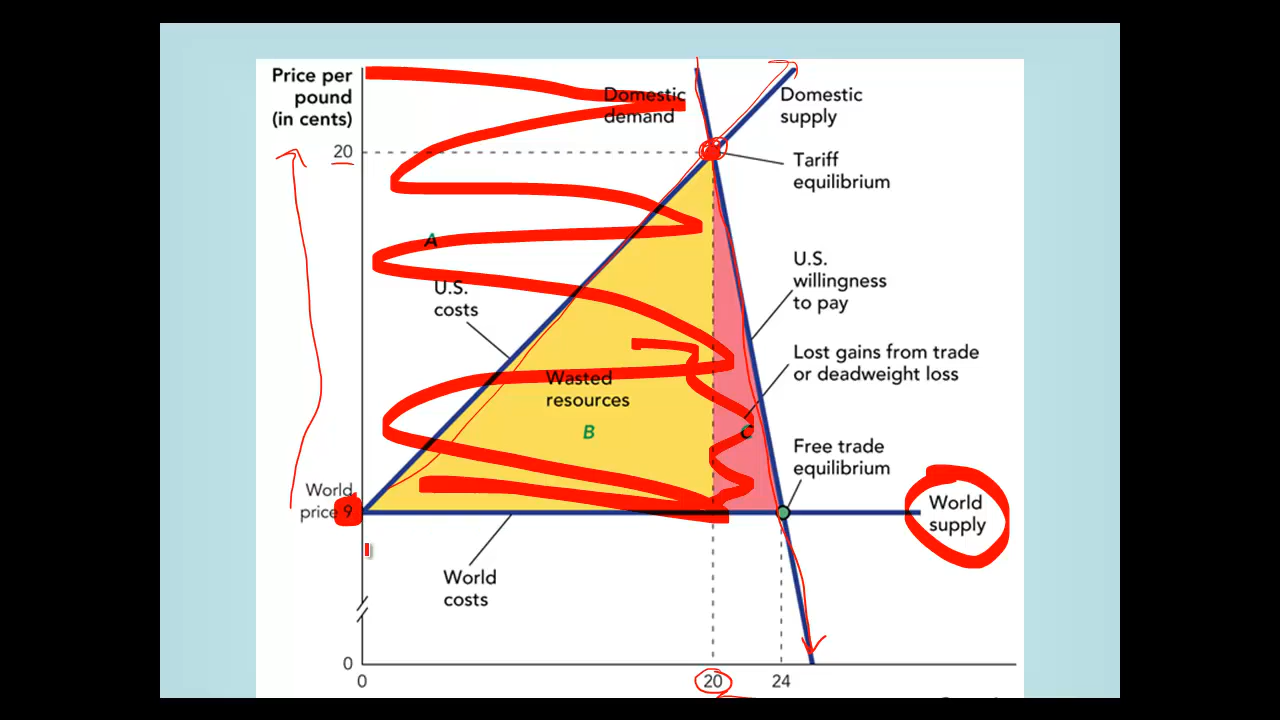 Price per
pound
(in cents)
Domestic
demand
Domestic
supply
20
Tariff
equilibrium
A
U.S.
willingness
to pay
U.S.
costs
Lost gains from trade
or deadweight loss
Wasted
resources
B
C
Free trade
equilibrium
World
price 9
World
supply
World
costs
0
0
20
24